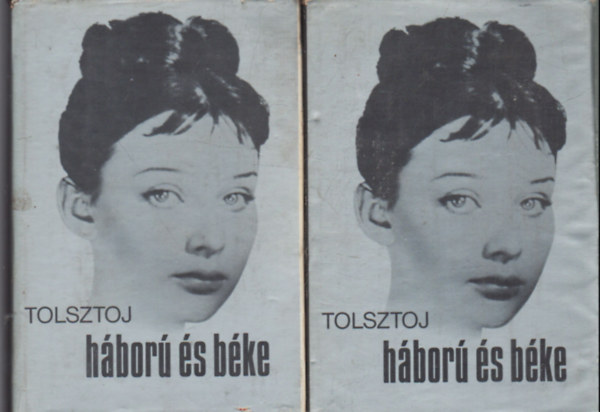 TOLSZTOJ
háború és béke
TOLSZTOJ
háború és béke